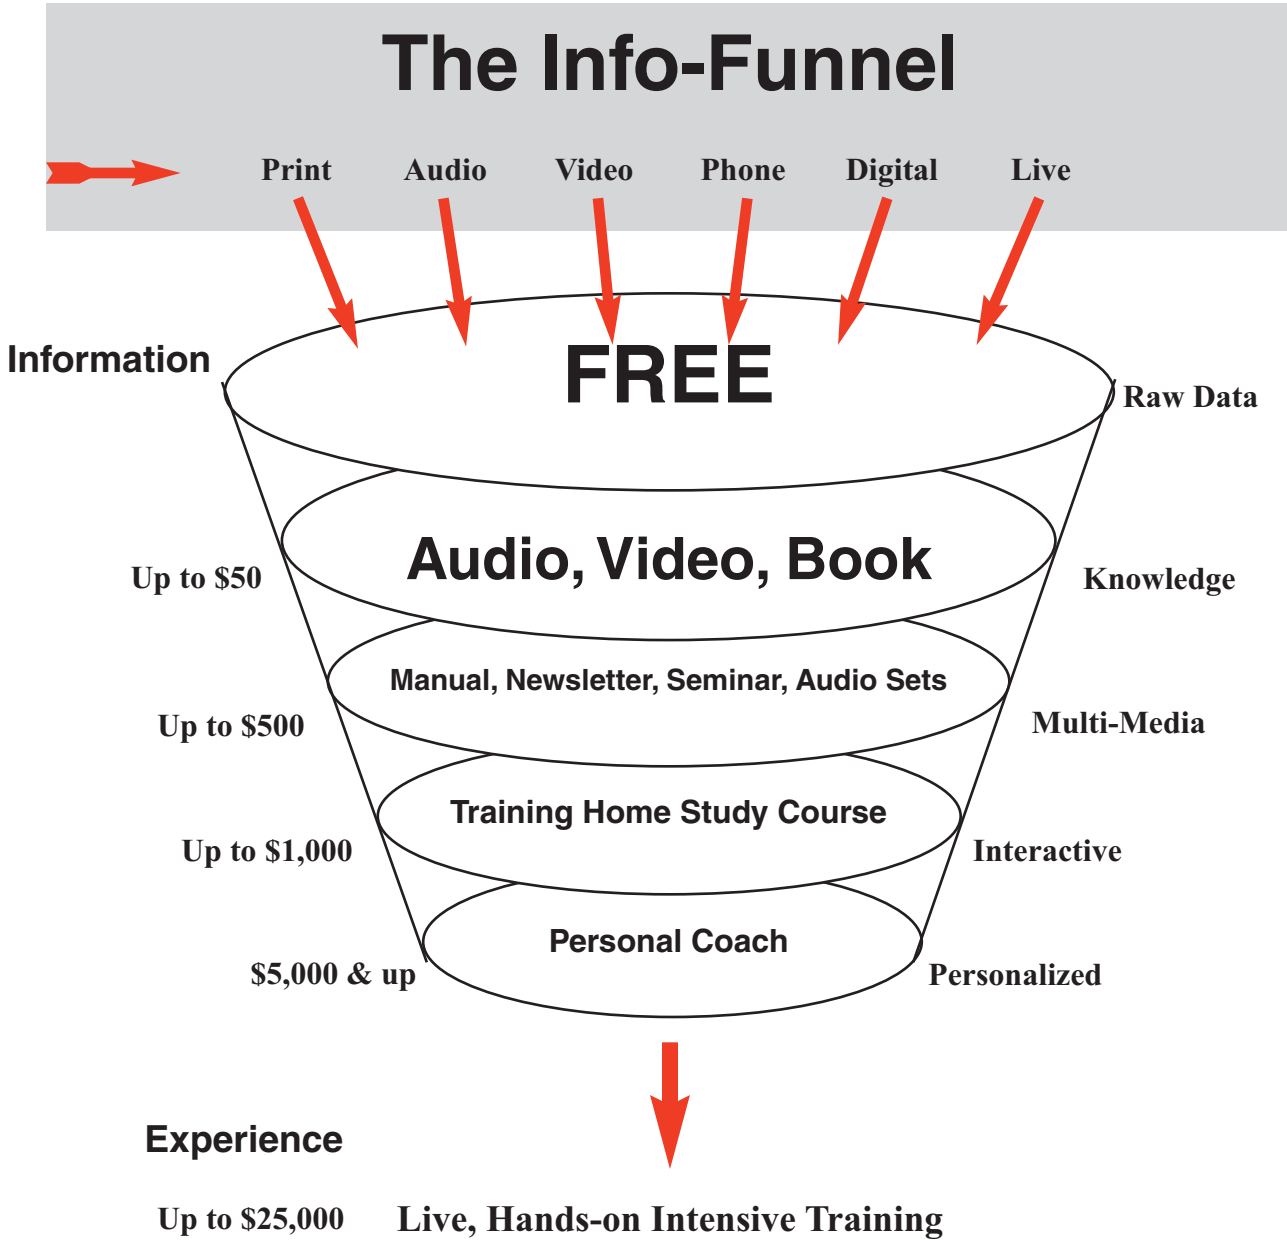 The Info-Funnel
Print Audio Video Phone Digital Live
Information
FREE
Raw Data
Audio, Video, Book
Up to $50
Knowledge
Manual, Newsletter, Seminar, Audio Sets
Up to $500
Multi-Media
Training Home Study Course
Up to $1,000
Interactive
Personal Coach
$5,000 & up
Personalized
Experience
Up to $25,000
Live, Hands-on Intensive Training